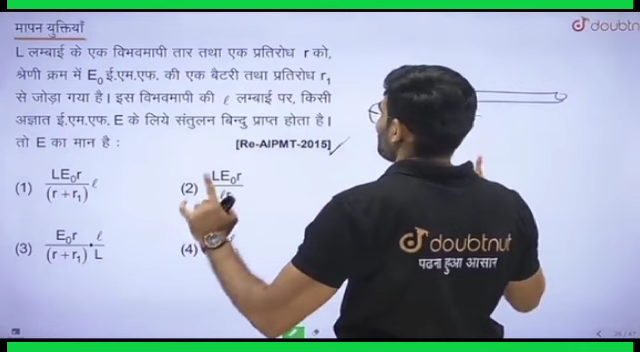 मापन युक्तियाँ
doubtn
L लम्बाई के एक विभवमापी तार तथा एक प्रतिरोध r को,
श्रेणी क्रम में E₀ ई.एम.एफ. की एक बैटरी तथा प्रतिरोध r₁
से जोड़ा गया है। इस विभवमापी की ℓ लम्बाई पर, किसी
अज्ञात ई.एम.एफ. E के लिये संतुलन बिन्दु प्राप्त होता है।
तो E का मान है :
[Re-AIPMT-2015]
(1) LE₀r/(r + r₁) ℓ
(2) LE₀r
(3) E₀r/(r + r₁) · ℓ/L
(4)
doubtnut
पढना हुआ आसान